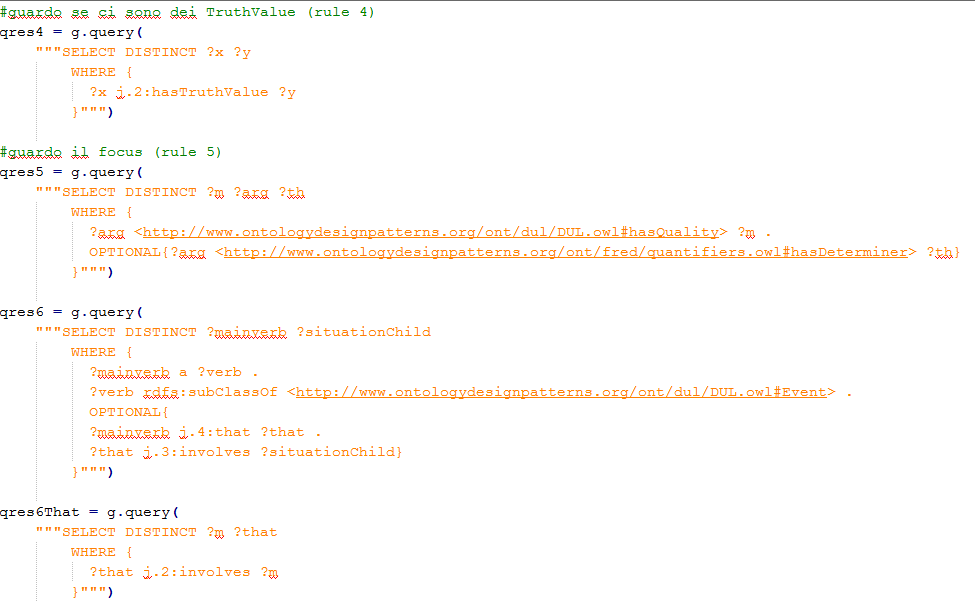 #guardo se ci sono dei TruthValue (rule 4)
qres4 = g.query(
    """SELECT DISTINCT ?x ?y
        WHERE {
          ?x j.2:hasTruthValue ?y
        }""")

#guardo il focus (rule 5)
qres5 = g.query(
    """SELECT DISTINCT ?m ?arg ?th
        WHERE {
          ?arg <http://www.ontologydesignpatterns.org/ont/dul/DUL.owl#hasQuality> ?m .
          OPTIONAL{?arg <http://www.ontologydesignpatterns.org/ont/fred/quantifiers.owl#hasDeterminer> ?th}
        }""")

qres6 = g.query(
    """SELECT DISTINCT ?mainverb ?situationChild
        WHERE {
          ?mainverb a ?verb .
          ?verb rdfs:subClassOf <http://www.ontologydesignpatterns.org/ont/dul/DUL.owl#Event> .
          OPTIONAL{
          ?mainverb j.4:that ?that .
          ?that j.3:involves ?situationChild}
        }""")

qres6That = g.query(
    """SELECT DISTINCT ?m ?that
        WHERE {
          ?that j.2:involves ?m
        }""")